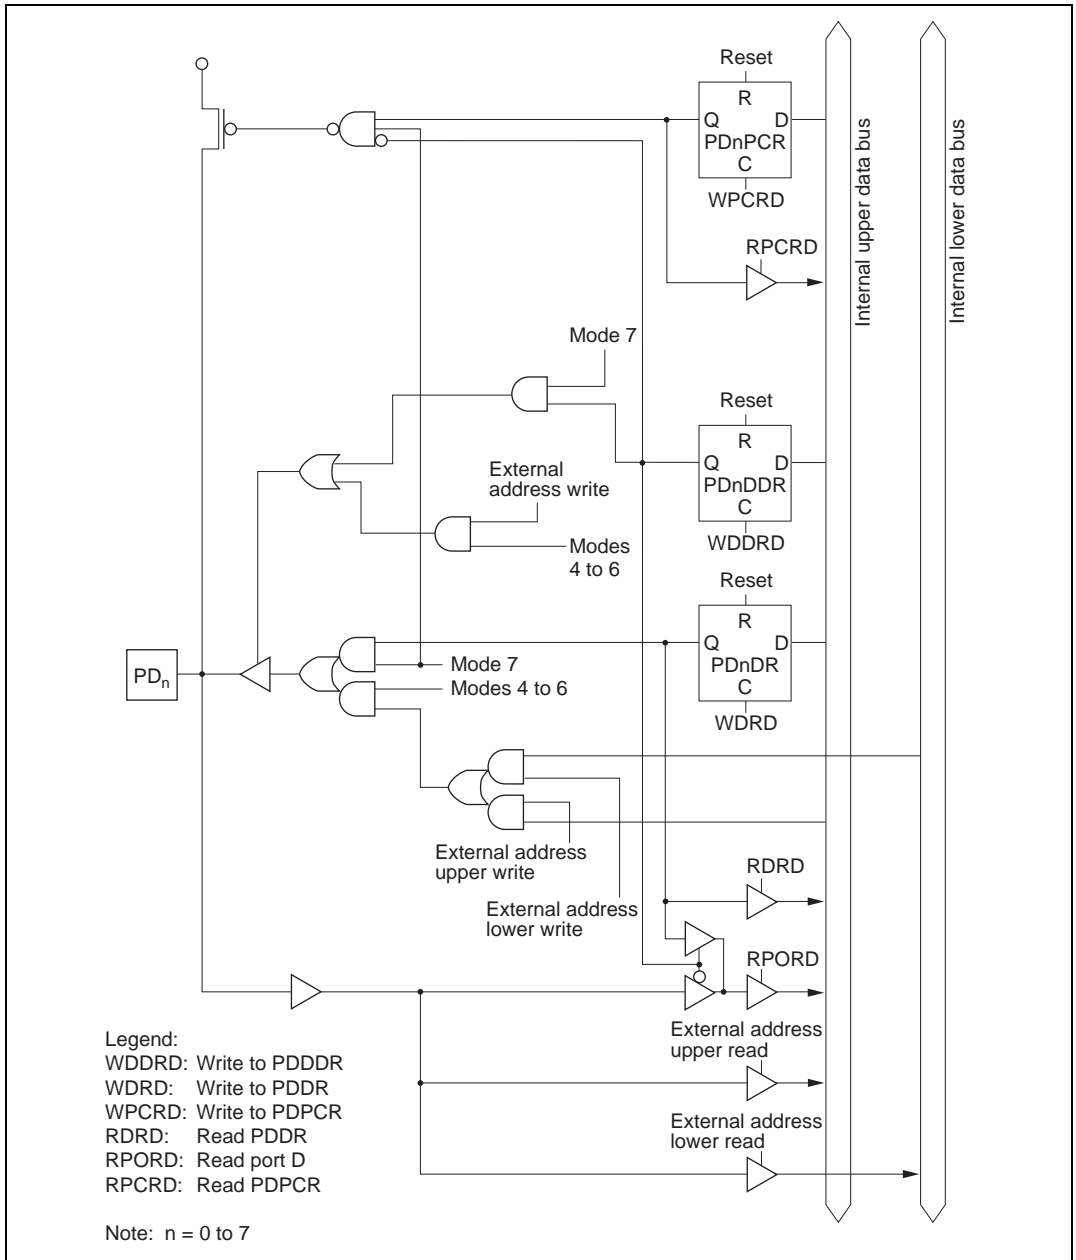 Reset
R
Q D
PDnPCR
C
WPCRD
RPCRD
Internal upper data bus
Internal lower data bus
Mode 7
Reset
R
Q D
PDnDDR
C
WDDRD
External
address write
Modes
4 to 6
Reset
R
Q D
PDnDR
C
WDRD
Mode 7
Modes 4 to 6
PDn
External address
upper write
External address
lower write
RDRD
RPORD
External address
upper read
External address
lower read
Legend:
WDDRD: Write to PDDDR
WDRD: Write to PDDR
WPCRD: Write to PDPCR
RDRD: Read PDDR
RPORD: Read port D
RPCRD: Read PDPCR
Note: n = 0 to 7